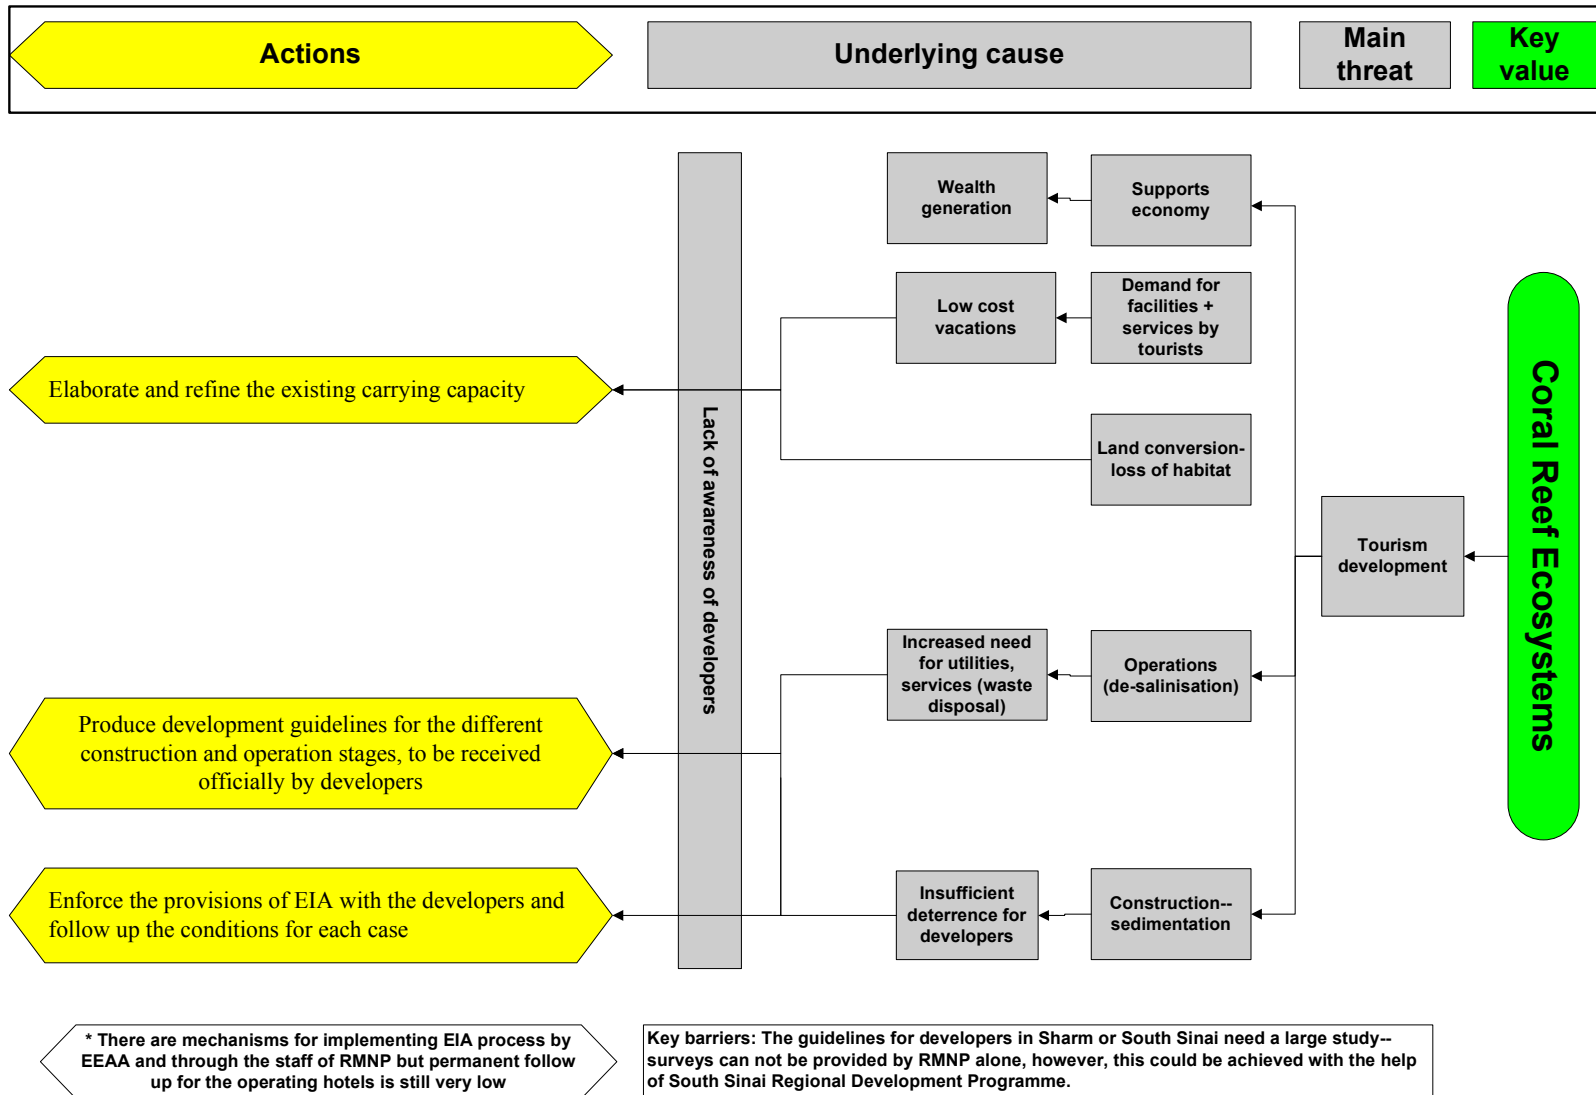 Actions
Underlying cause
Main
threat
Key
value
Wealth
generation
Supports
economy
Low cost
vacations
Demand for
facilities +
services by
tourists
Elaborate and refine the existing carrying capacity
Lack of awareness of developers
Land conversion-
loss of habitat
Tourism
development
Coral Reef Ecosystems
Increased need
for utilities,
services (waste
disposal)
Operations
(de-salinisation)
Produce development guidelines for the different
construction and operation stages, to be received
officially by developers
Enforce the provisions of EIA with the developers and
follow up the conditions for each case
Insufficient
deterrence for
developers
Construction--
sedimentation
* There are mechanisms for implementing EIA process by
EEAA and through the staff of RMNP but permanent follow
up for the operating hotels is still very low
Key barriers: The guidelines for developers in Sharm or South Sinai need a large study--
surveys can not be provided by RMNP alone, however, this could be achieved with the help
of South Sinai Regional Development Programme.